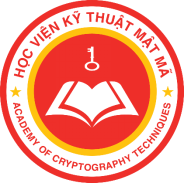 HỌC VIỆN KỸ THUẬT MẬT MÃ
ACADEMY OF CRYPTOGRAPHY TECHNIQUES